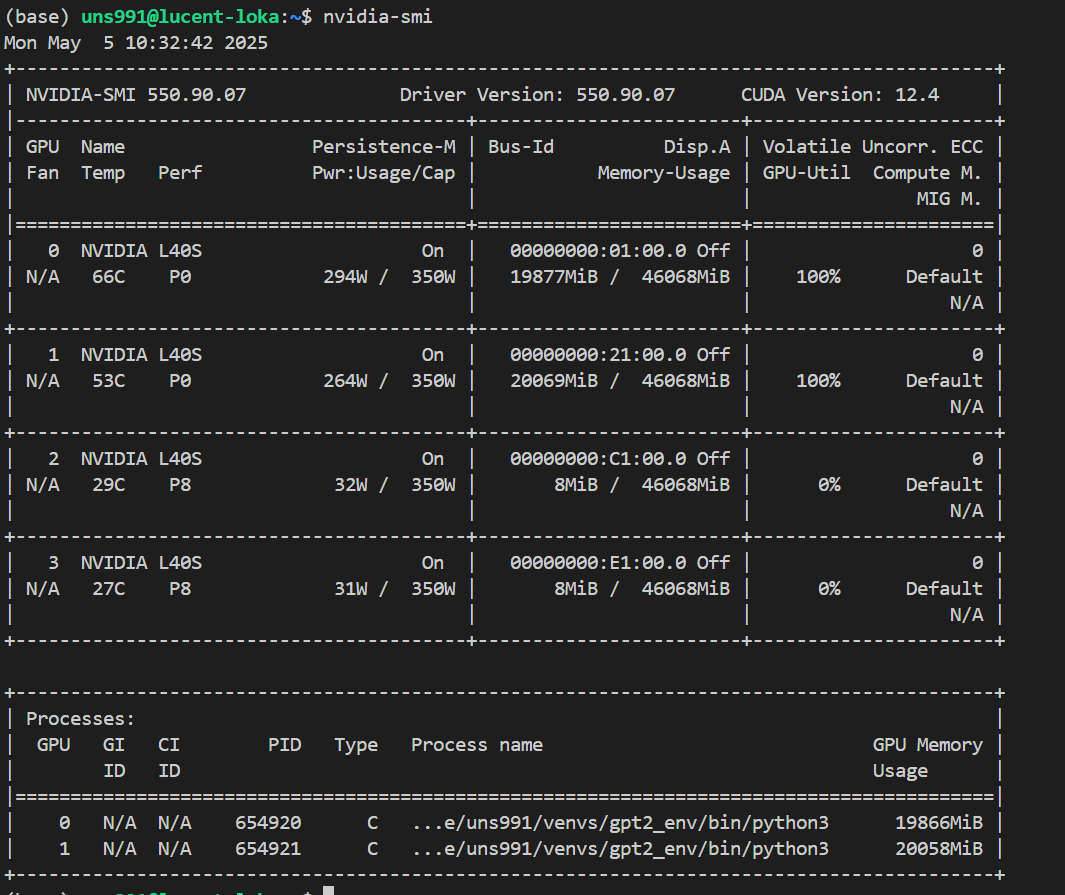 (base) uns991@lucent-loka:~$ nvidia-smi
Mon May  5 10:32:42 2025
+-----------------------------------------------------------------------------------------+
| NVIDIA-SMI 550.90.07              Driver Version: 550.90.07      CUDA Version: 12.4     |
|-----------------------------------------+------------------------+----------------------+
| GPU  Name                 Persistence-M | Bus-Id          Disp.A | Volatile Uncorr. ECC |
| Fan  Temp   Perf          Pwr:Usage/Cap |           Memory-Usage | GPU-Util  Compute M. |
|                                         |                        |               MIG M. |
|=========================================+========================+======================|
|   0  NVIDIA L40S                    On  |   00000000:01:00.0 Off |                    0 |
| N/A   66C    P0            294W /  350W |   19877MiB /  46068MiB |    100%      Default |
|                                         |                        |                  N/A |
+-----------------------------------------+------------------------+----------------------+
|   1  NVIDIA L40S                    On  |   00000000:21:00.0 Off |                    0 |
| N/A   53C    P0            264W /  350W |   20069MiB /  46068MiB |    100%      Default |
|                                         |                        |                  N/A |
+-----------------------------------------+------------------------+----------------------+
|   2  NVIDIA L40S                    On  |   00000000:C1:00.0 Off |                    0 |
| N/A   29C    P8             32W /  350W |       8MiB /  46068MiB |      0%      Default |
|                                         |                        |                  N/A |
+-----------------------------------------+------------------------+----------------------+
|   3  NVIDIA L40S                    On  |   00000000:E1:00.0 Off |                    0 |
| N/A   27C    P8             31W /  350W |       8MiB /  46068MiB |      0%      Default |
|                                         |                        |                  N/A |
+-----------------------------------------+------------------------+----------------------+

+-----------------------------------------------------------------------------------------+
| Processes:                                                                              |
|  GPU   GI   CI        PID   Type   Process name                              GPU Memory |
|        ID   ID                                                               Usage      |
|=========================================================================================|
|    0   N/A  N/A    654920      C   ...e/uns991/venvs/gpt2_env/bin/python3      19866MiB |
|    1   N/A  N/A    654921      C   ...e/uns991/venvs/gpt2_env/bin/python3      20058MiB |
+-----------------------------------------------------------------------------------------+